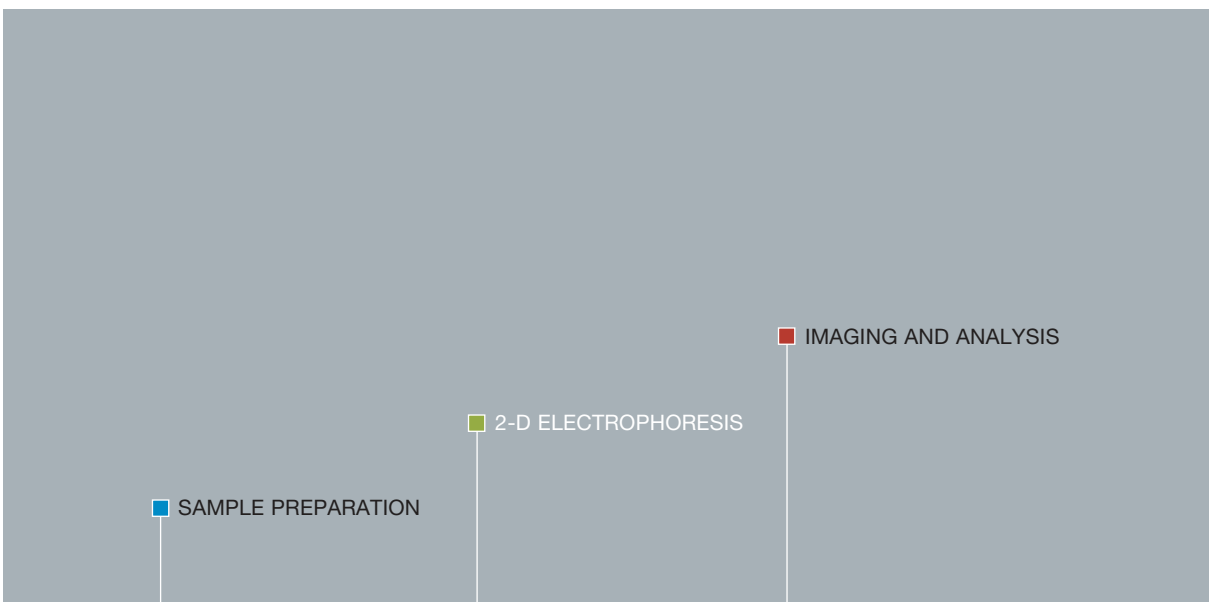 IMAGING AND ANALYSIS
2-D ELECTROPHORESIS
SAMPLE PREPARATION